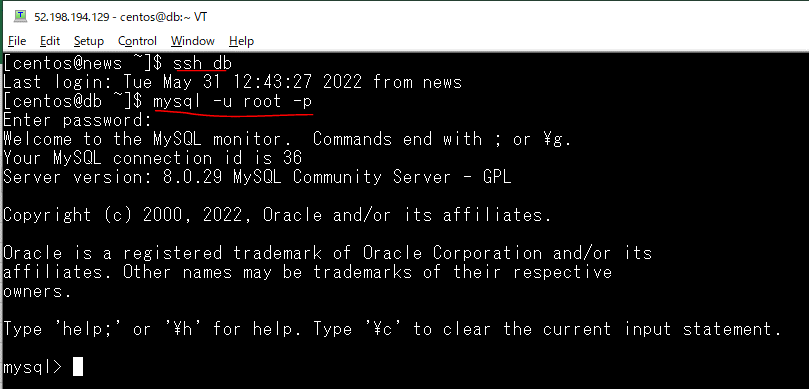 52.198.194.129 - centos@db:~ VT
File Edit Setup Control Window Help
[centos@news ~]$ ssh db
Last login: Tue May 31 12:43:27 2022 from news
[centos@db ~]$ mysql -u root -p
Enter password:
Welcome to the MySQL monitor.  Commands end with ; or ¥g.
Your MySQL connection id is 36
Server version: 8.0.29 MySQL Community Server - GPL
Copyright (c) 2000, 2022, Oracle and/or its affiliates.
Oracle is a registered trademark of Oracle Corporation and/or its
affiliates. Other names may be trademarks of their respective
owners.
Type 'help;' or '¥h' for help. Type '¥c' to clear the current input statement.
mysql>